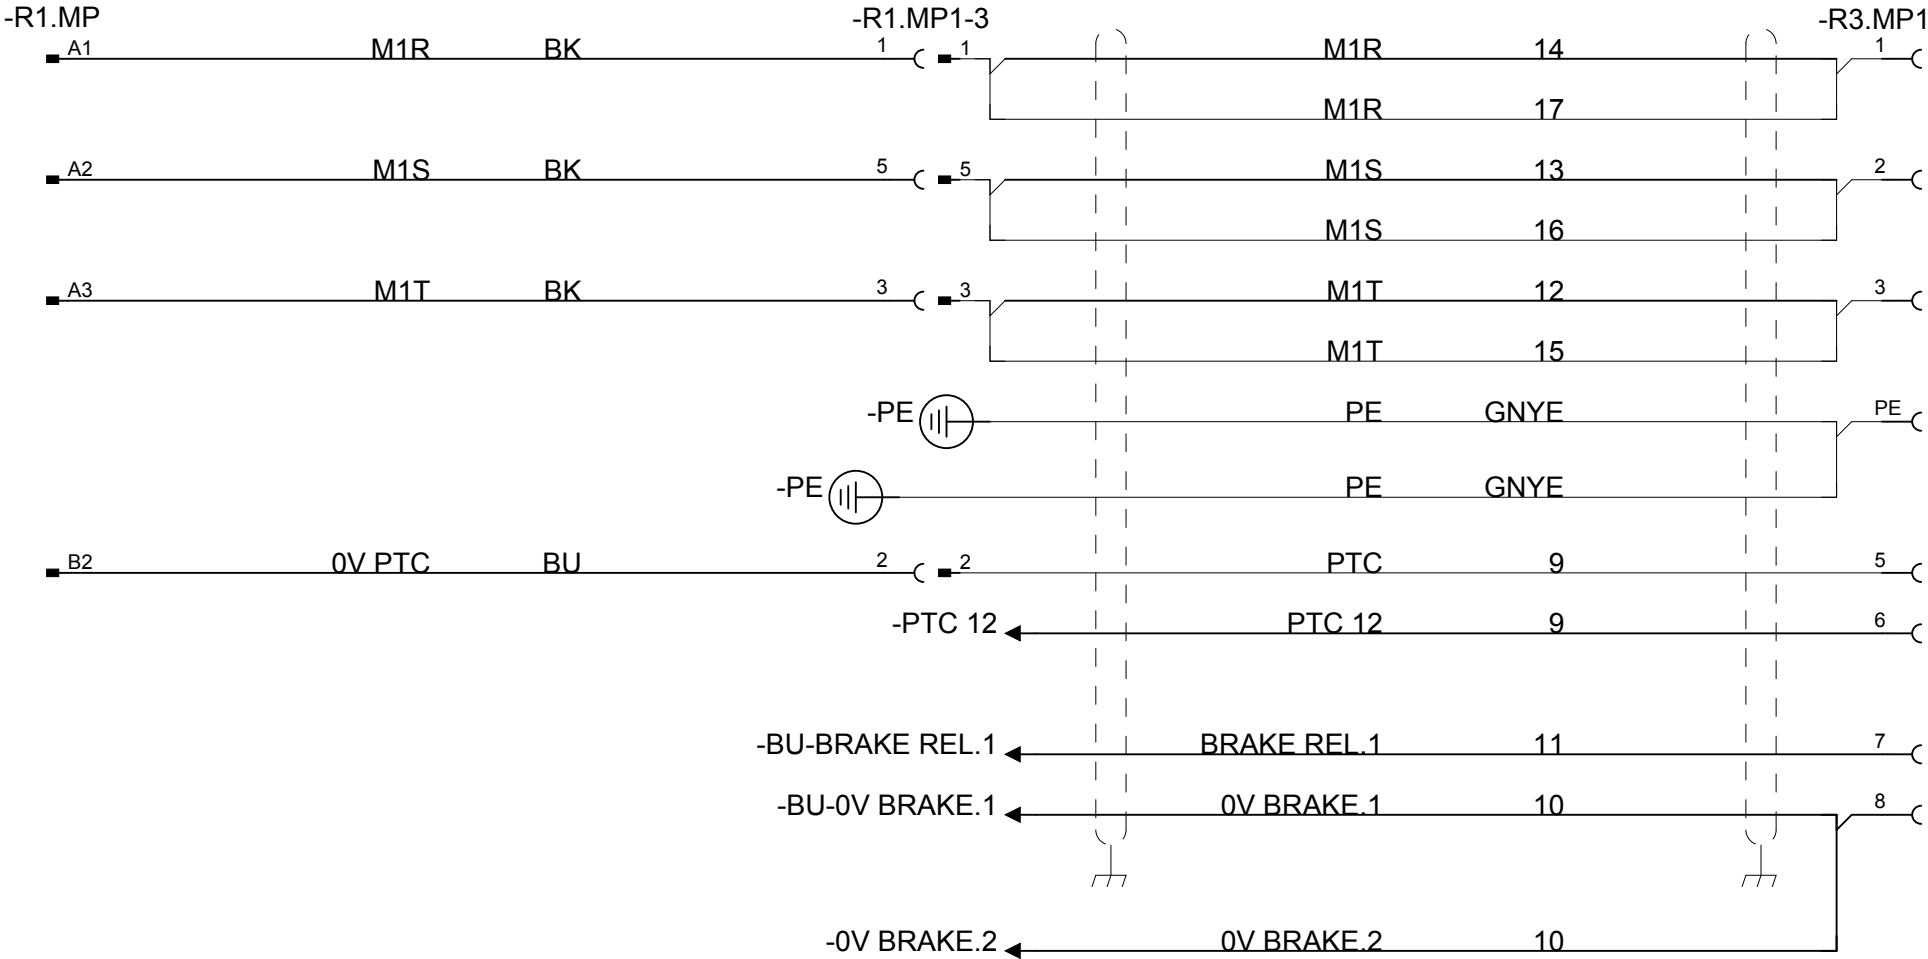 -R1.MP -R1.MP1-3 -R3.MP1
A1 M1R BK 1 1 M1R 14 1
M1R 17
A2 M1S BK 5 5 M1S 13 2
M1S 16
A3 M1T BK 3 3 M1T 12 3
M1T 15
-PE PE GNYE PE
-PE PE GNYE
B2 0V PTC BU 2 2 PTC 9 5
-PTC 12 PTC 12 9 6
-BU-BRAKE REL.1 BRAKE REL.1 11 7
-BU-0V BRAKE.1 0V BRAKE.1 10 8
-0V BRAKE.2 0V BRAKE.2 10